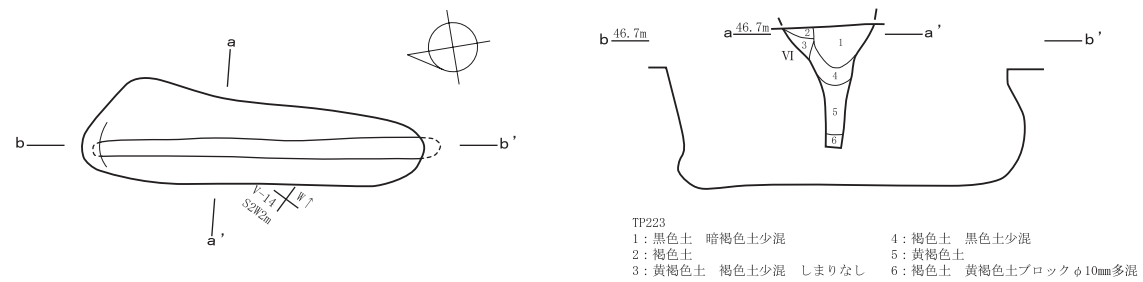 a
b
b'
V-14
W↑
S2W2m
a'
b 46.7m
a 46.7m
a'
b'
2
1
3
VI
4
5
6
TP223
1：黒色土　暗褐色土少混
2：褐色土
3：黄褐色土　褐色土少混　しまりなし
4：褐色土　黒色土少混
5：黄褐色土
6：褐色土　黄褐色土ブロックφ10㎜多混